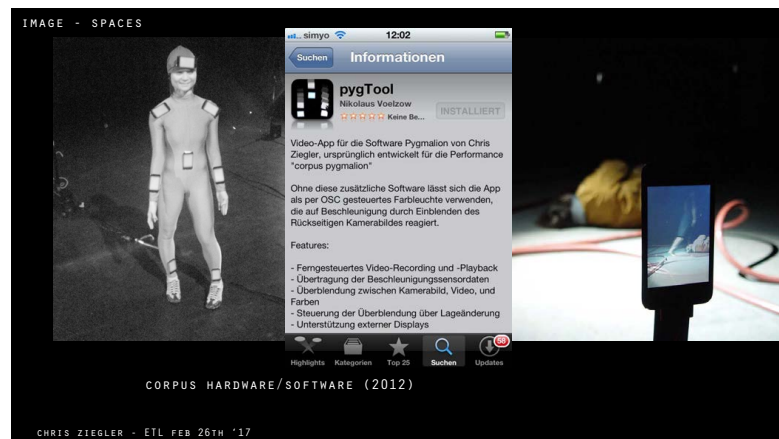 IMAGE - SPACES
simyo 12:02
Suchen Informationen
pygTool
Nikolaus Voelzow
Keine Be...
INSTALLIERT
Video-App für die Software Pygmalion von Chris
Ziegler, ursprünglich entwickelt für die Performance
"corpus pygmalion"
Ohne diese zusätzliche Software lässt sich die App
als per OSC gesteuertes Farbleuchte verwenden,
die auf Beschleunigung durch Einblenden des
Rückseitigen Kamerabildes reagiert.
Features:
- Ferngesteuertes Video-Recording und -Playback
- Übertragung der Beschleunigungssensordaten
- Überblendung zwischen Kamerabild, Video, und
Farben
- Steuerung der Überblendung über Lageänderung
- Unterstützung externer Displays
58
Highlights Kategorien Top 25 Suchen Updates
CORPUS HARDWARE/SOFTWARE (2012)
CHRIS ZIEGLER - ETL FEB 26TH '17